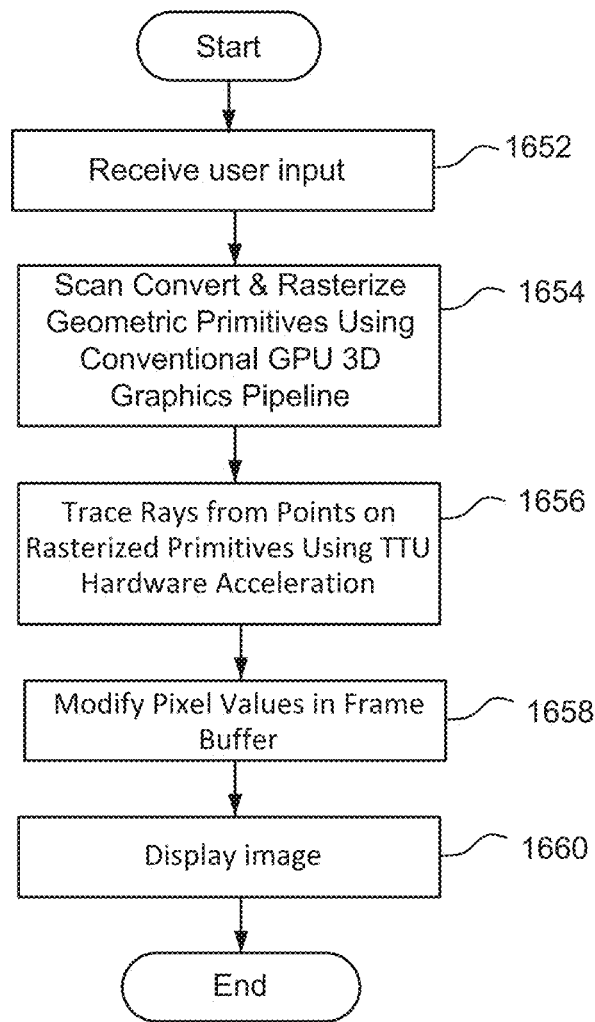 Start
Receive user input
1652
Scan Convert & Rasterize
Geometric Primitives Using
Conventional GPU 3D
Graphics Pipeline
1654
Trace Rays from Points on
Rasterized Primitives Using TTU
Hardware Acceleration
1656
Modify Pixel Values in Frame
Buffer
1658
Display image
1660
End